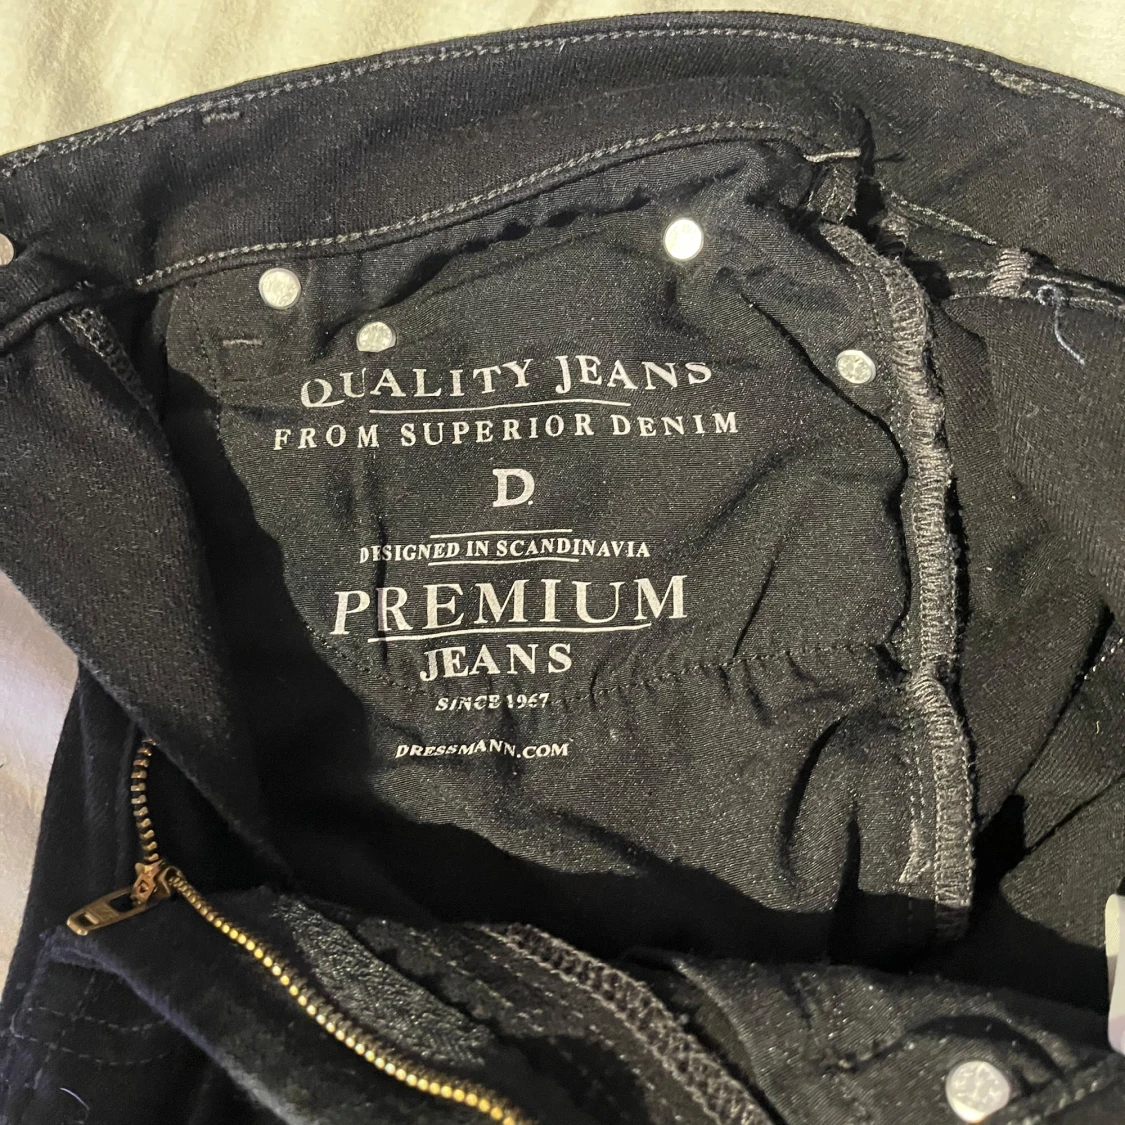 QUALITY JEANS
FROM SUPERIOR DENIM
D.
DESIGNED IN SCANDINAVIA
PREMIUM
JEANS
SINCE 1967
DRESSMANN.COM